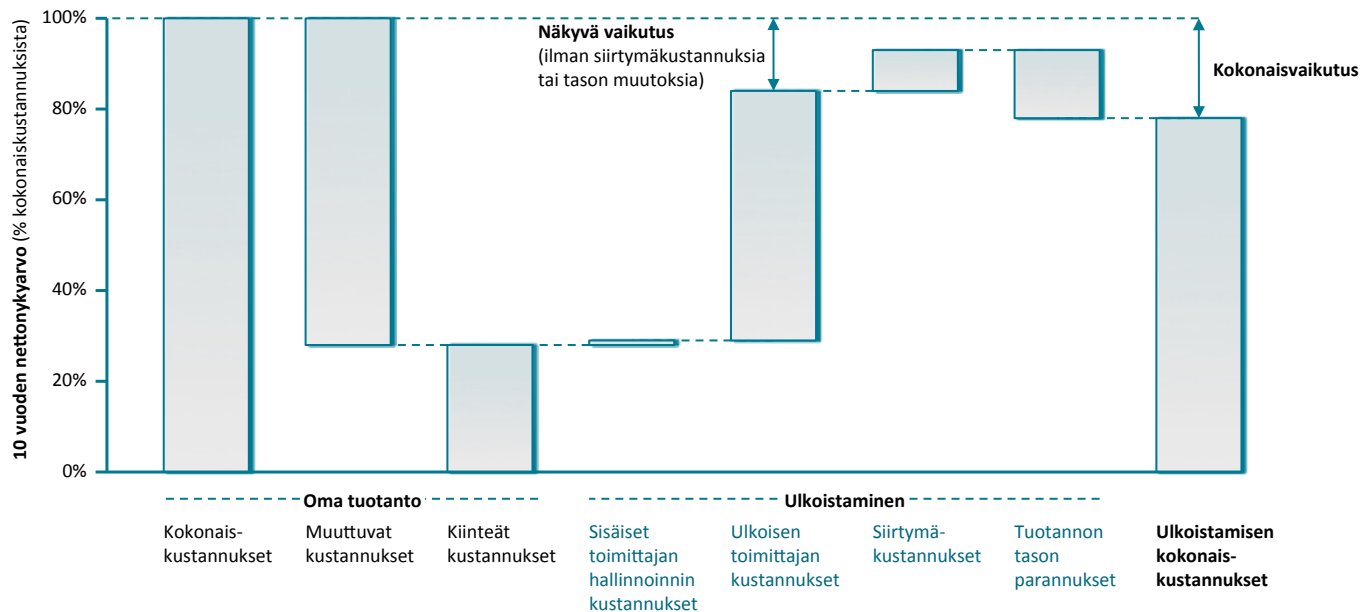 10 vuoden nettonykyarvo (% kokonaiskustannuksista)
100%
80%
60%
40%
20%
0%
Näkyvä vaikutus
(ilman siirtymäkustannuksia
tai tason muutoksia)
Kokonaisvaikutus
Oma tuotanto
Ulkoistaminen
Kokonais-
kustannukset
Muuttuvat
kustannukset
Kiinteät
kustannukset
Sisäiset
toimittajan
hallinnoinnin
kustannukset
Ulkoisen
toimittajan
kustannukset
Siirtymä-
kustannukset
Tuotannon
tason
parannukset
Ulkoistamisen
kokonais-
kustannukset